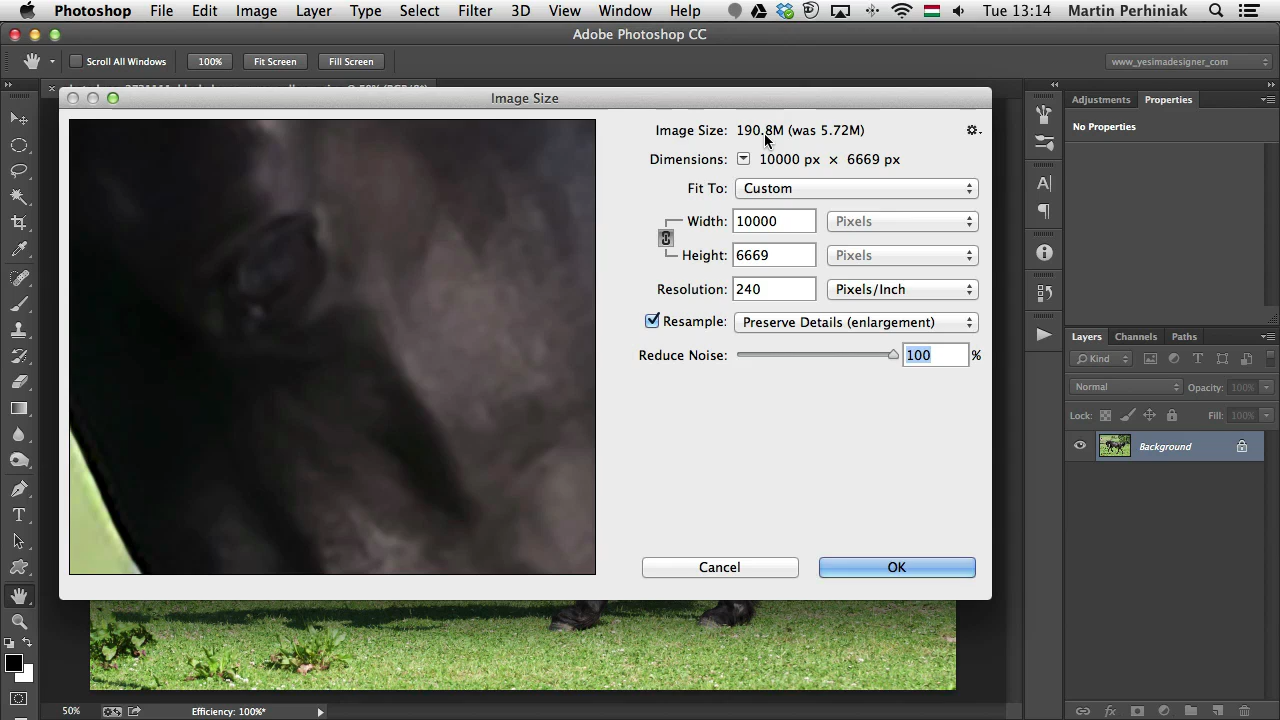 Photoshop File Edit Image Layer Type Select Filter 3D View Window Help Tue 13:14 Martin Perhiniak
Adobe Photoshop CC
Scroll All Windows 100% Fit Screen Fill Screen www_yesimadesigner_com
Image Size
Adjustments Properties
No Properties
Image Size: 190.8M (was 5.72M)
Dimensions: 10000 px × 6669 px
Fit To: Custom
Width: 10000 Pixels
Height: 6669 Pixels
Resolution: 240 Pixels/Inch
Resample: Preserve Details (enlargement)
Reduce Noise: 100 %
Cancel OK
Layers Channels Paths
Kind
Normal Opacity: 100%
Lock: Fill: 100%
Background
50% Efficiency: 100%*